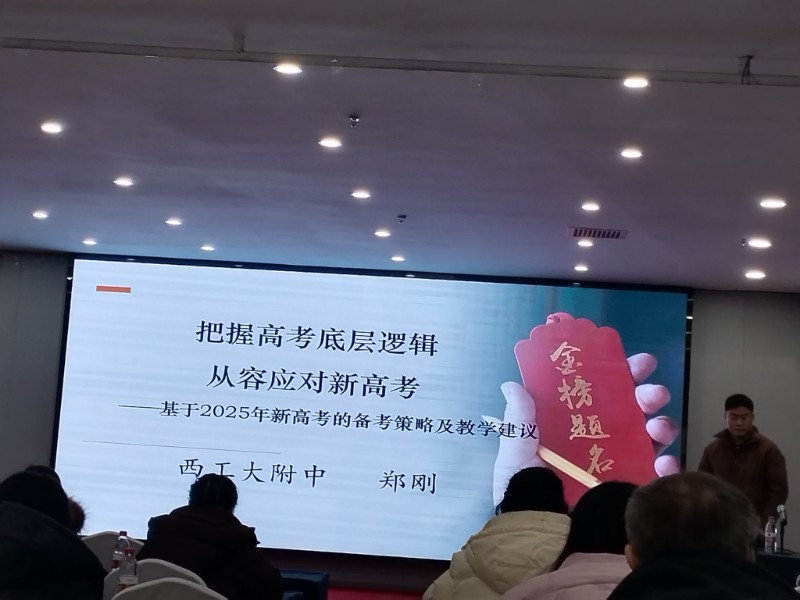 把握高考底层逻辑
从容应对新高考
——基于2025年新高考的备考策略及教学建议
西工大附中 郑刚
金榜题名